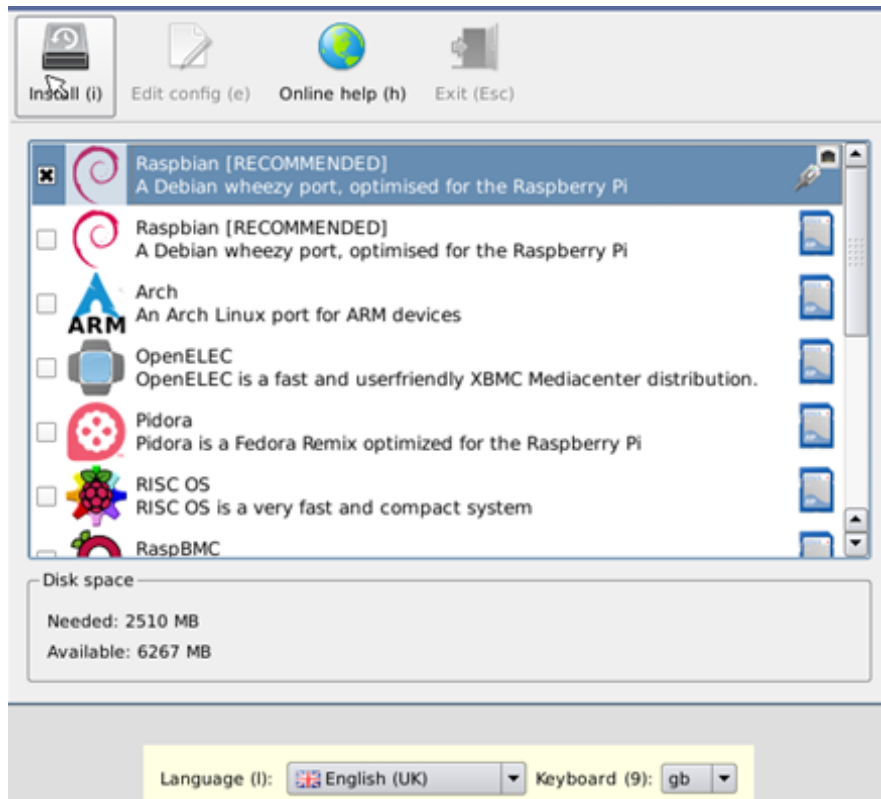 Install (i) Edit config (e) Online help (h) Exit (Esc)
Raspbian [RECOMMENDED]
A Debian wheezy port, optimised for the Raspberry Pi
Raspbian [RECOMMENDED]
A Debian wheezy port, optimised for the Raspberry Pi
Arch
An Arch Linux port for ARM devices
ARM
OpenELEC
OpenELEC is a fast and userfriendly XBMC Mediacenter distribution.
Pidora
Pidora is a Fedora Remix optimized for the Raspberry Pi
RISC OS
RISC OS is a very fast and compact system
RaspBMC
Disk space
Needed: 2510 MB
Available: 6267 MB
Language (l): English (UK) Keyboard (9): gb